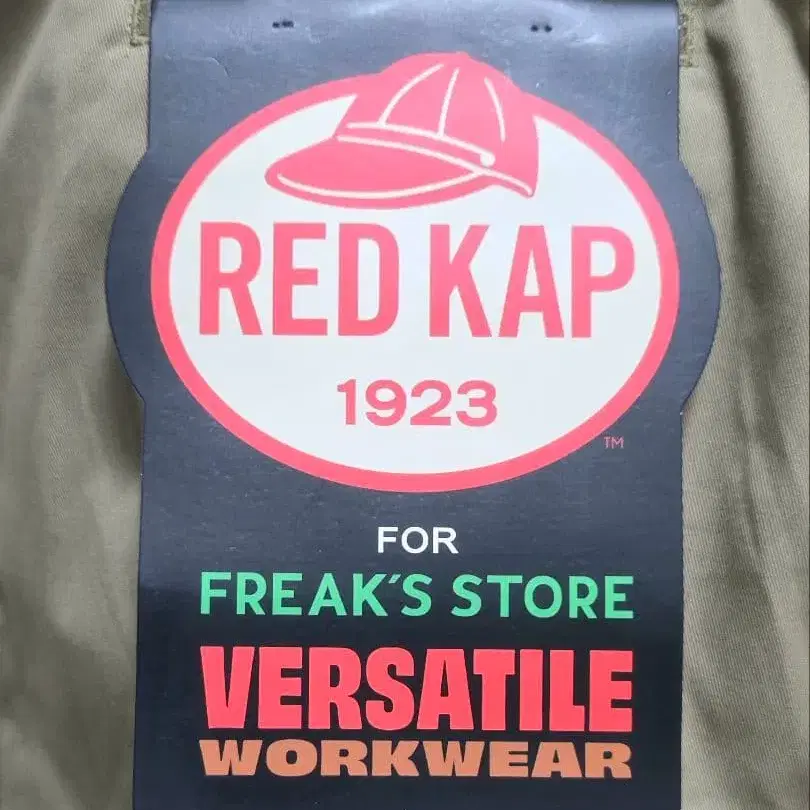 RED KAP
1923
TM
FOR
FREAK'S STORE
VERSATILE
WORKWEAR